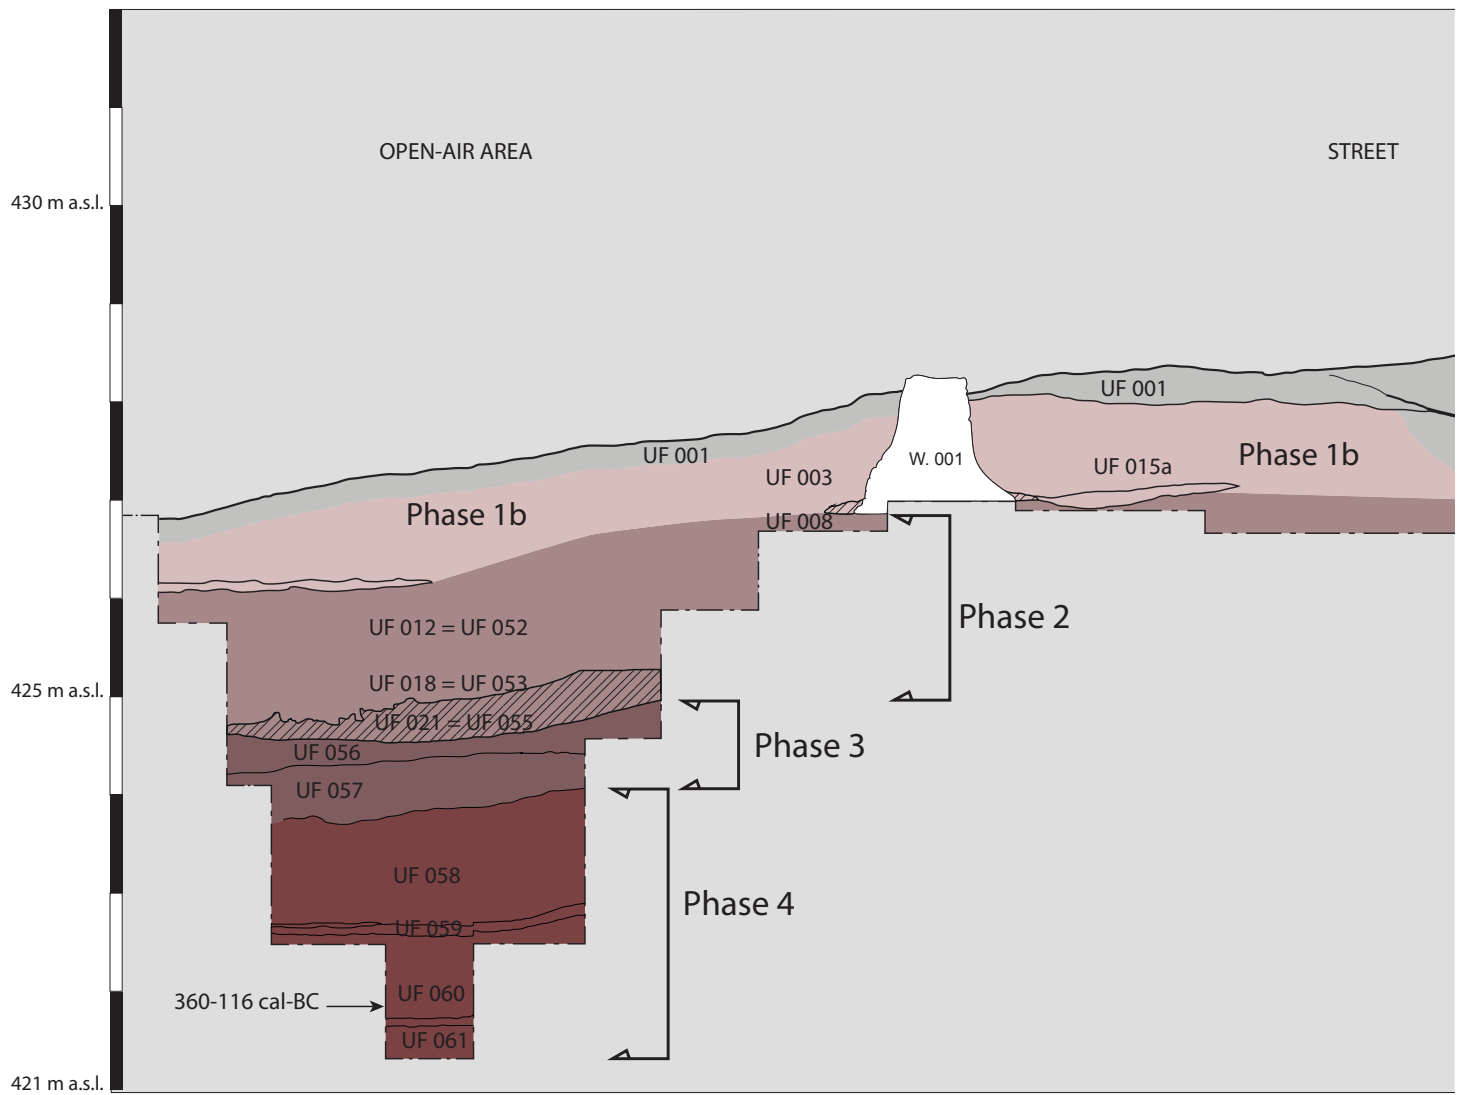 OPEN-AIR AREA
STREET
430 m a.s.l.
UF 001
UF 001
W. 001
UF 003
UF 015a
Phase 1b
Phase 1b
UF 008
Phase 2
UF 012 = UF 052
425 m a.s.l.
UF 018 = UF 053
UF 021 = UF 055
UF 056
Phase 3
UF 057
UF 058
Phase 4
UF 059
360-116 cal-BC
UF 060
UF 061
421 m a.s.l.